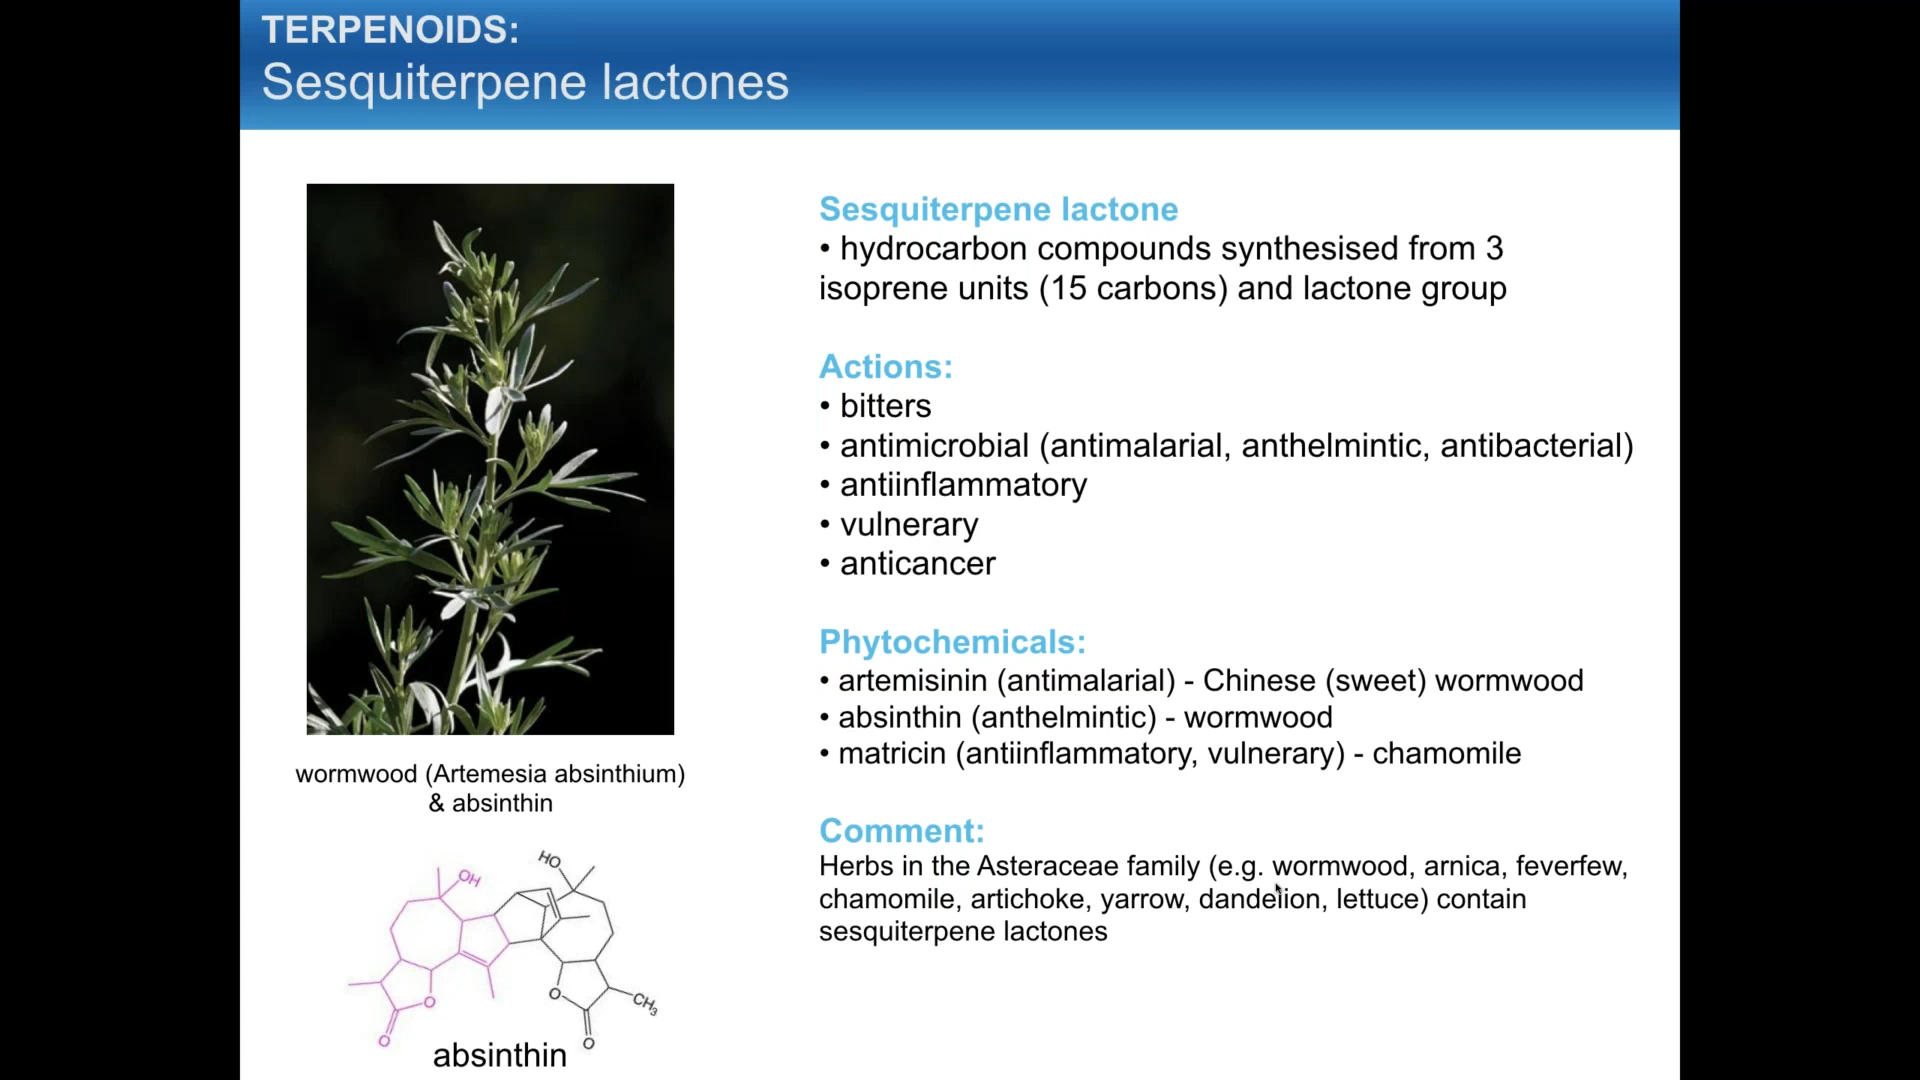 TERPENOIDS:
Sesquiterpene lactones
Sesquiterpene lactone
• hydrocarbon compounds synthesised from 3
isoprene units (15 carbons) and lactone group
Actions:
• bitters
• antimicrobial (antimalarial, anthelmintic, antibacterial)
• antiinflammatory
• vulnerary
• anticancer
Phytochemicals:
• artemisinin (antimalarial) - Chinese (sweet) wormwood
• absinthin (anthelmintic) - wormwood
• matricin (antiinflammatory, vulnerary) - chamomile
Comment:
Herbs in the Asteraceae family (e.g. wormwood, arnica, feverfew,
chamomile, artichoke, yarrow, dandelion, lettuce) contain
sesquiterpene lactones
wormwood (Artemesia absinthium)
& absinthin
HO
OH
O
O
CH3
O
O
absinthin